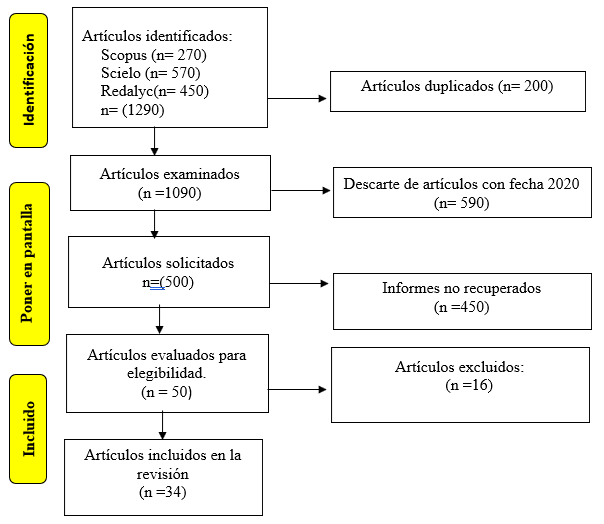 Identificación
Artículos identificados:
Scopus (n= 270)
Scielo (n= 570)
Redalyc(n= 450)
n= (1290)
Artículos duplicados (n= 200)
Poner en pantalla
Artículos examinados
(n =1090)
Descarte de artículos con fecha 2020
(n= 590)
Artículos solicitados
n=(500)
Informes no recuperados
(n =450)
Artículos evaluados para
elegibilidad.
(n = 50)
Artículos excluidos:
(n =16)
Incluido
Artículos incluidos en la
revisión
(n =34)